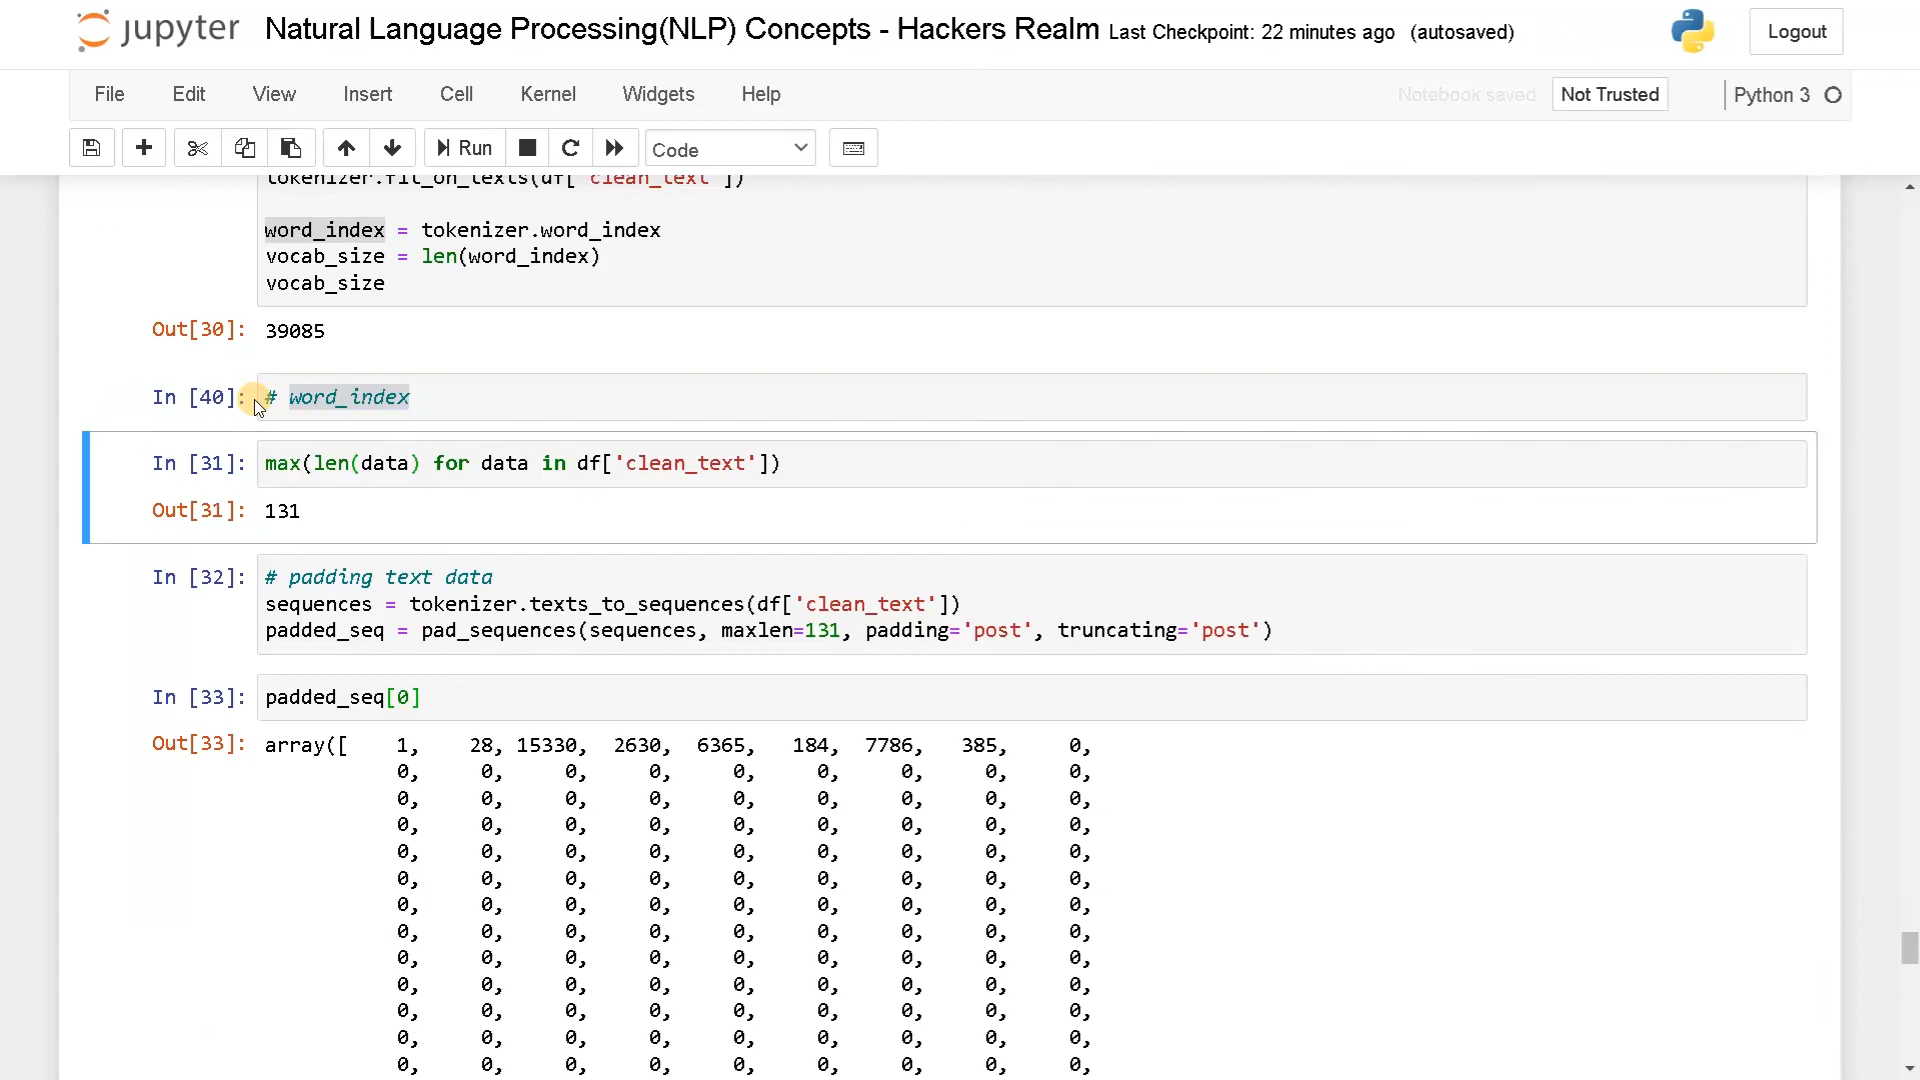 jupyter Natural Language Processing(NLP) Concepts - Hackers Realm Last Checkpoint: 22 minutes ago (autosaved) Logout
File Edit View Insert Cell Kernel Widgets Help Notebook saved Not Trusted Python 3
Run Code
tokenizer.fit_on_texts(df['clean_text'])
word_index = tokenizer.word_index
vocab_size = len(word_index)
vocab_size
Out[30]: 39085
In [40]: # word_index
In [31]: max(len(data) for data in df['clean_text'])
Out[31]: 131
In [32]: # padding text data
sequences = tokenizer.texts_to_sequences(df['clean_text'])
padded_seq = pad_sequences(sequences, maxlen=131, padding='post', truncating='post')
In [33]: padded_seq[0]
Out[33]: array([ 1, 28, 15330, 2630, 6365, 184, 7786, 385, 0,
0, 0, 0, 0, 0, 0, 0, 0, 0,
0, 0, 0, 0, 0, 0, 0, 0, 0,
0, 0, 0, 0, 0, 0, 0, 0, 0,
0, 0, 0, 0, 0, 0, 0, 0, 0,
0, 0, 0, 0, 0, 0, 0, 0, 0,
0, 0, 0, 0, 0, 0, 0, 0, 0,
0, 0, 0, 0, 0, 0, 0, 0, 0,
0, 0, 0, 0, 0, 0, 0, 0, 0,
0, 0, 0, 0, 0, 0, 0, 0, 0,
0, 0, 0, 0, 0, 0, 0, 0, 0,
0, 0, 0, 0, 0, 0, 0, 0, 0,
0, 0, 0, 0, 0, 0, 0, 0, 0,